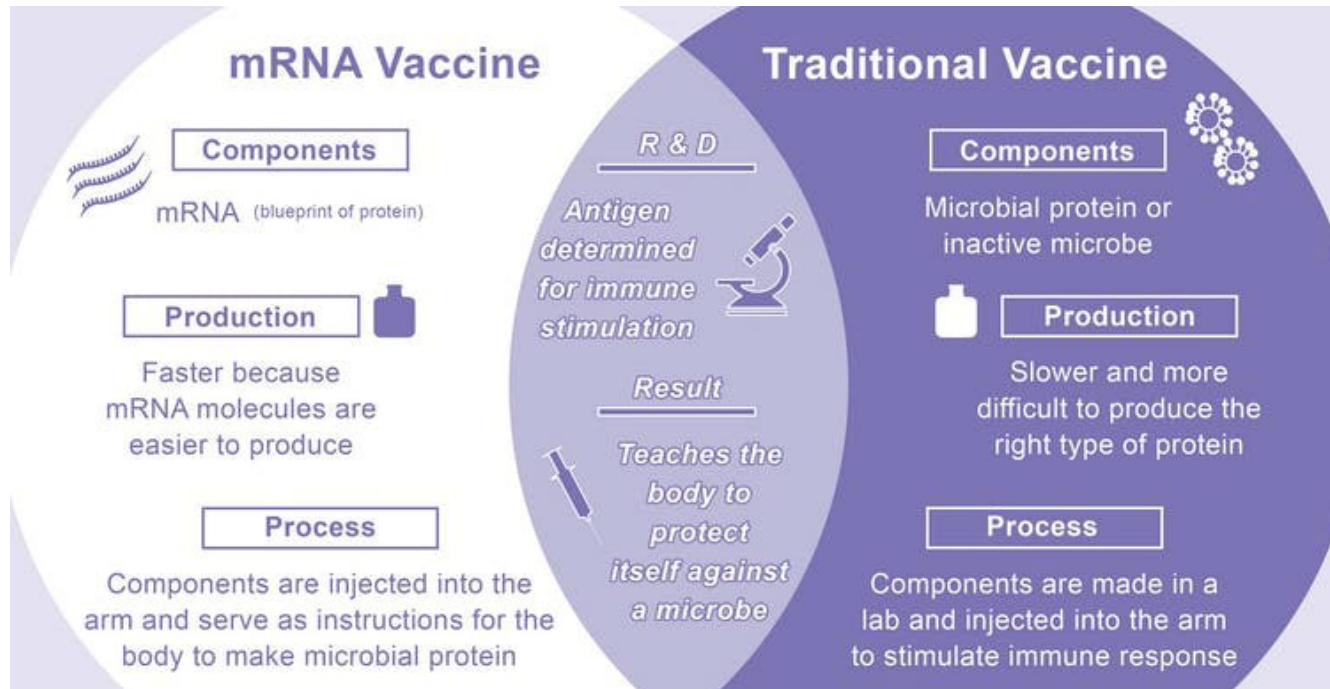 mRNA Vaccine
Components
mRNA (blueprint of protein)
Production
Faster because
mRNA molecules are
easier to produce
Process
Components are injected into the
arm and serve as instructions for the
body to make microbial protein
R & D
Antigen
determined
for immune
stimulation
Result
Teaches the
body to
protect
itself against
a microbe
Traditional Vaccine
Components
Microbial protein or
inactive microbe
Production
Slower and more
difficult to produce the
right type of protein
Process
Components are made in a
lab and injected into the arm
to stimulate immune response